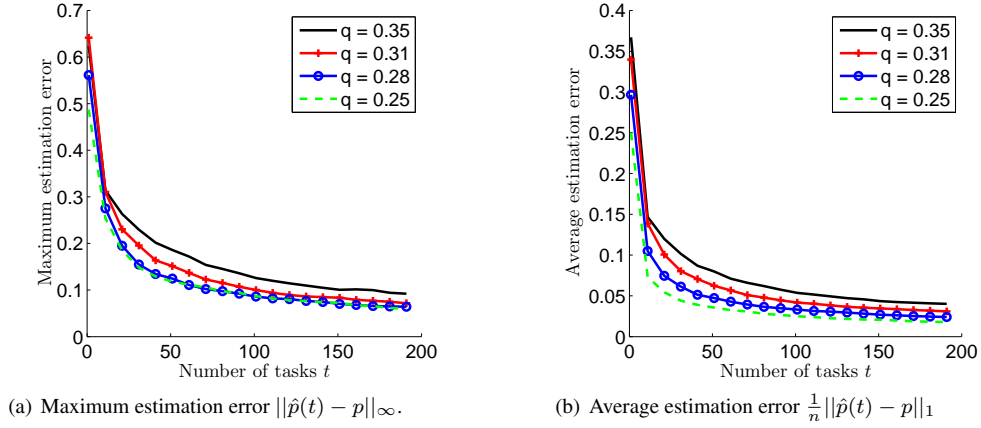 0.7
0.6
0.5
0.4
0.3
0.2
0.1
0
Maximum estimation error
0 50 100 150 200
Number of tasks t
q = 0.35
q = 0.31
q = 0.28
q = 0.25
(a) Maximum estimation error ||p̂(t) − p||∞.
0.4
0.35
0.3
0.25
0.2
0.15
0.1
0.05
0
Average estimation error
0 50 100 150 200
Number of tasks t
q = 0.35
q = 0.31
q = 0.28
q = 0.25
(b) Average estimation error 1/n ||p̂(t) − p||₁